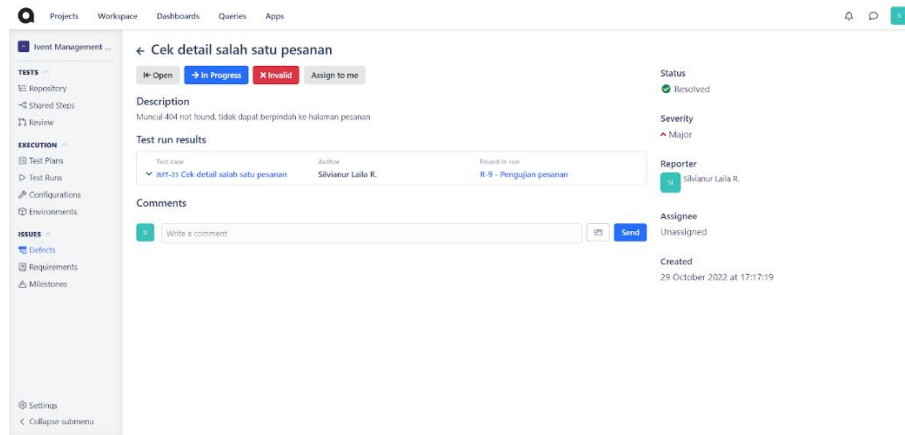 Projects Workspace Dashboards Queries Apps
Ivent Management ...
TESTS
Repository
Shared Steps
Review
EXECUTION
Test Plans
Test Runs
Configurations
Environments
ISSUES
Defects
Requirements
Milestones
Settings
Collapse submenu
← Cek detail salah satu pesanan
Open → In Progress × Invalid Assign to me
Description
Muncul 404 not found, tidak dapat berpindah ke halaman pesanan
Test run results
Test case Author Found in run
IMT-23 Cek detail salah satu pesanan Silvianur Laila R. R-9 - Pengujian pesanan
Comments
SI Write a comment Send
Status
Resolved
Severity
Major
Reporter
SI Silvianur Laila R.
Assignee
Unassigned
Created
29 October 2022 at 17:17:19